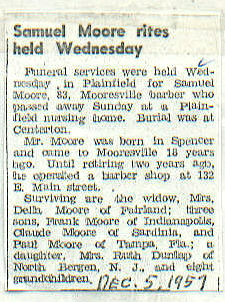 Samuel Moore rites
held Wednesday
Funeral services were held Wed-
nesday in Plainfield for Samuel
Moore, 83, Mooresville barber who
passed away Sunday at a Plain-
field nursing home. Burial was at
Centerton.
Mr. Moore was born in Spencer
and came to Mooresville 18 years
ago. Until retiring two years ago,
he operated a barber shop at 132
E. Main street.
Surviving are the widow, Mrs.
Della Moore of Fairland; three
sons, Frank Moore of Indianapolis,
Claude Moore of Sardinia, and
Paul Moore of Tampa, Fla.; a
daughter, Mrs. Ruth Dunlop of
North Bergen, N. J., and eight
grandchildren.
DEC. 5, 1957